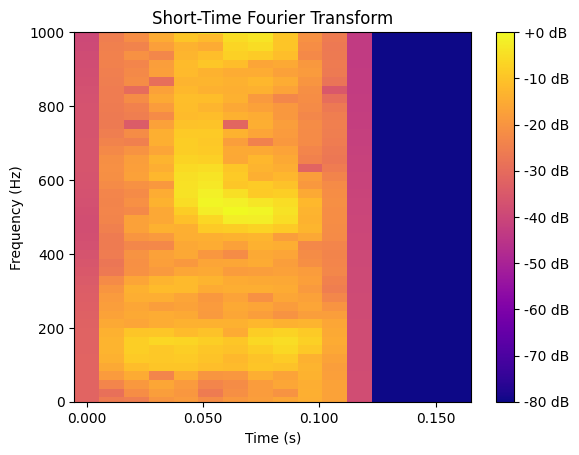 Short-Time Fourier Transform
Frequency (Hz)
1000
800
600
400
200
0
0.000
0.050
0.100
0.150
Time (s)
+0 dB
-10 dB
-20 dB
-30 dB
-40 dB
-50 dB
-60 dB
-70 dB
-80 dB